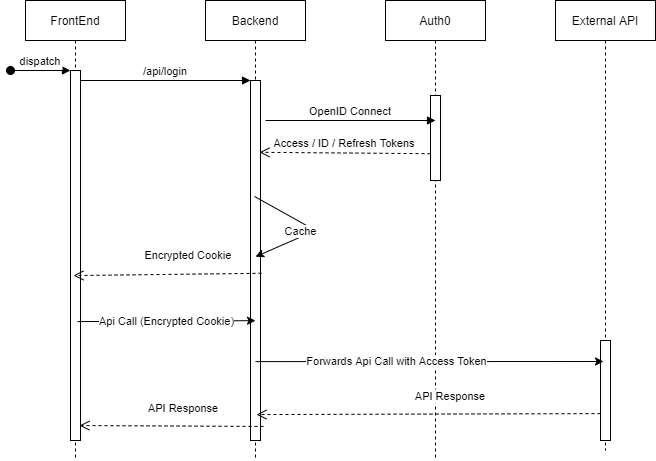 FrontEnd
Backend
Auth0
External API
dispatch
/api/login
OpenID Connect
Access / ID / Refresh Tokens
Cache
Encrypted Cookie
Api Call (Encrypted Cookie)
Forwards Api Call with Access Token
API Response
API Response